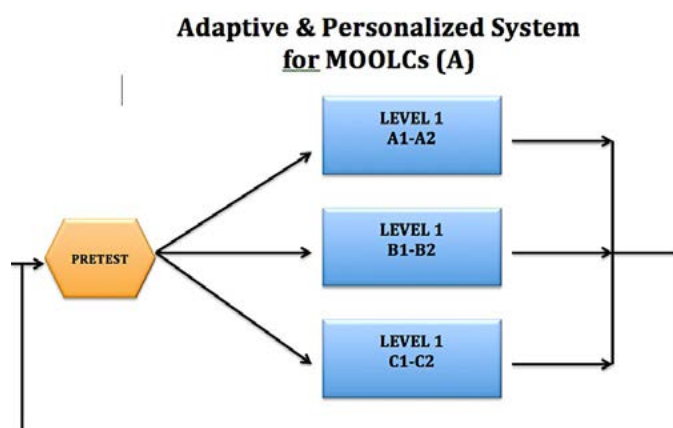 Adaptive & Personalized System
for MOOLCs (A)
LEVEL 1
A1-A2
PRETEST
LEVEL 1
B1-B2
LEVEL 1
C1-C2